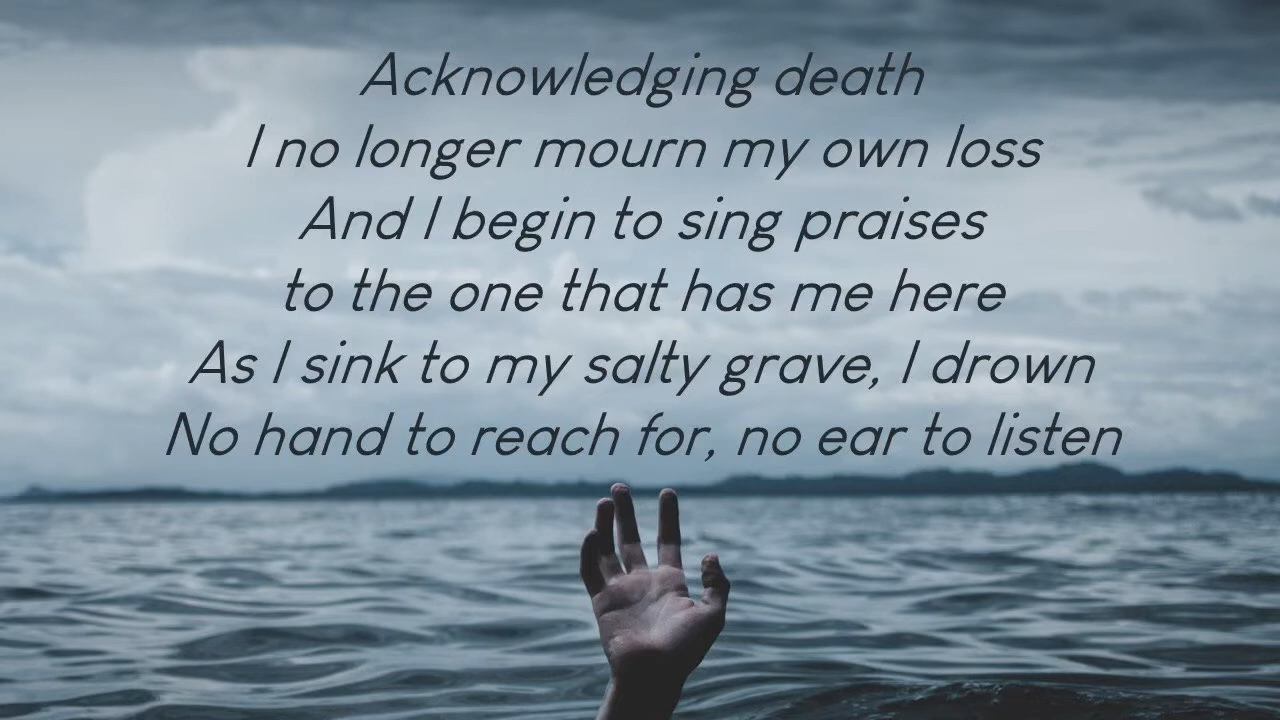 Acknowledging death
I no longer mourn my own loss
And I begin to sing praises
to the one that has me here
As I sink to my salty grave, I drown
No hand to reach for, no ear to listen